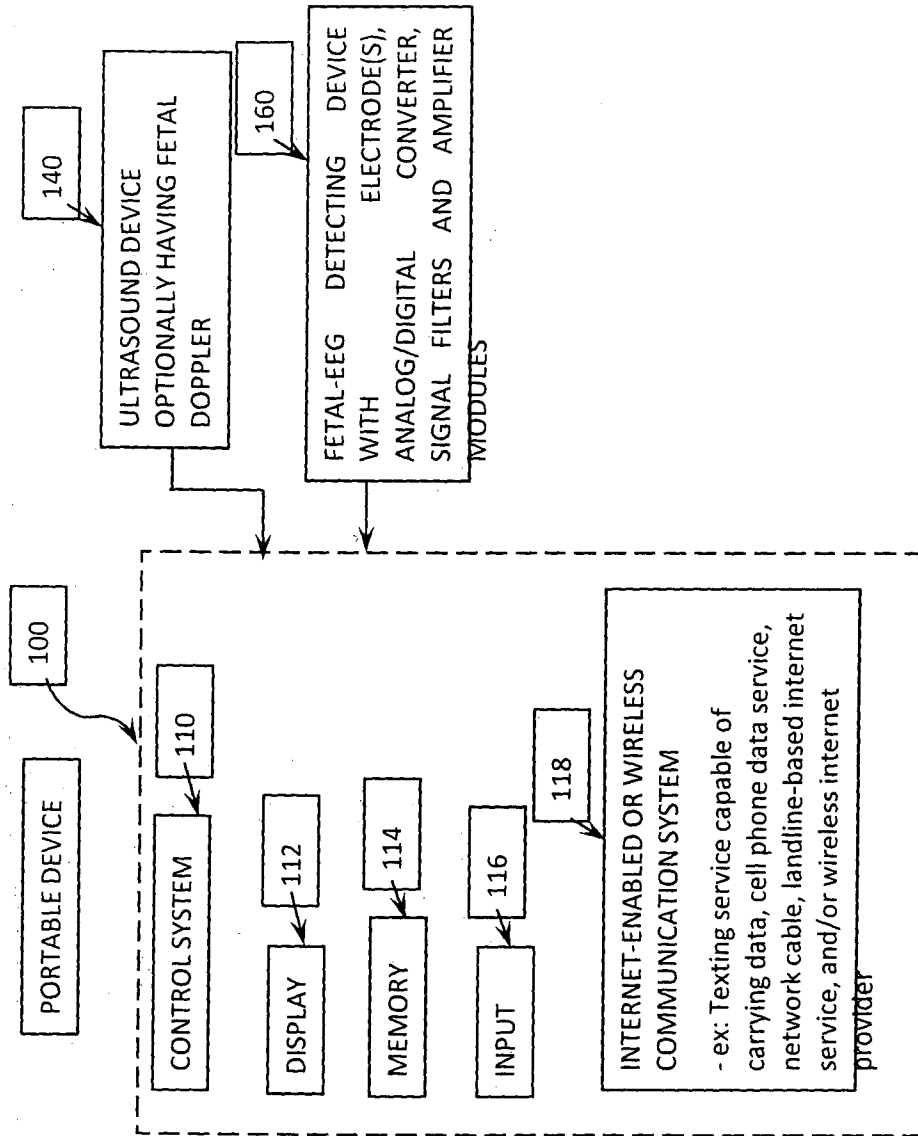 PORTABLE DEVICE
100
CONTROL SYSTEM
110
DISPLAY
112
MEMORY
114
INPUT
116
118
INTERNET-ENABLED OR WIRELESS
COMMUNICATION SYSTEM
- ex: Texting service capable of
carrying data, cell phone data service,
network cable, landline-based internet
service, and/or wireless internet
provider
140
ULTRASOUND DEVICE
OPTIONALLY HAVING FETAL
DOPPLER
160
FETAL-EEG DETECTING DEVICE
WITH ELECTRODE(S),
ANALOG/DIGITAL CONVERTER,
SIGNAL FILTERS AND AMPLIFIER
MODULES